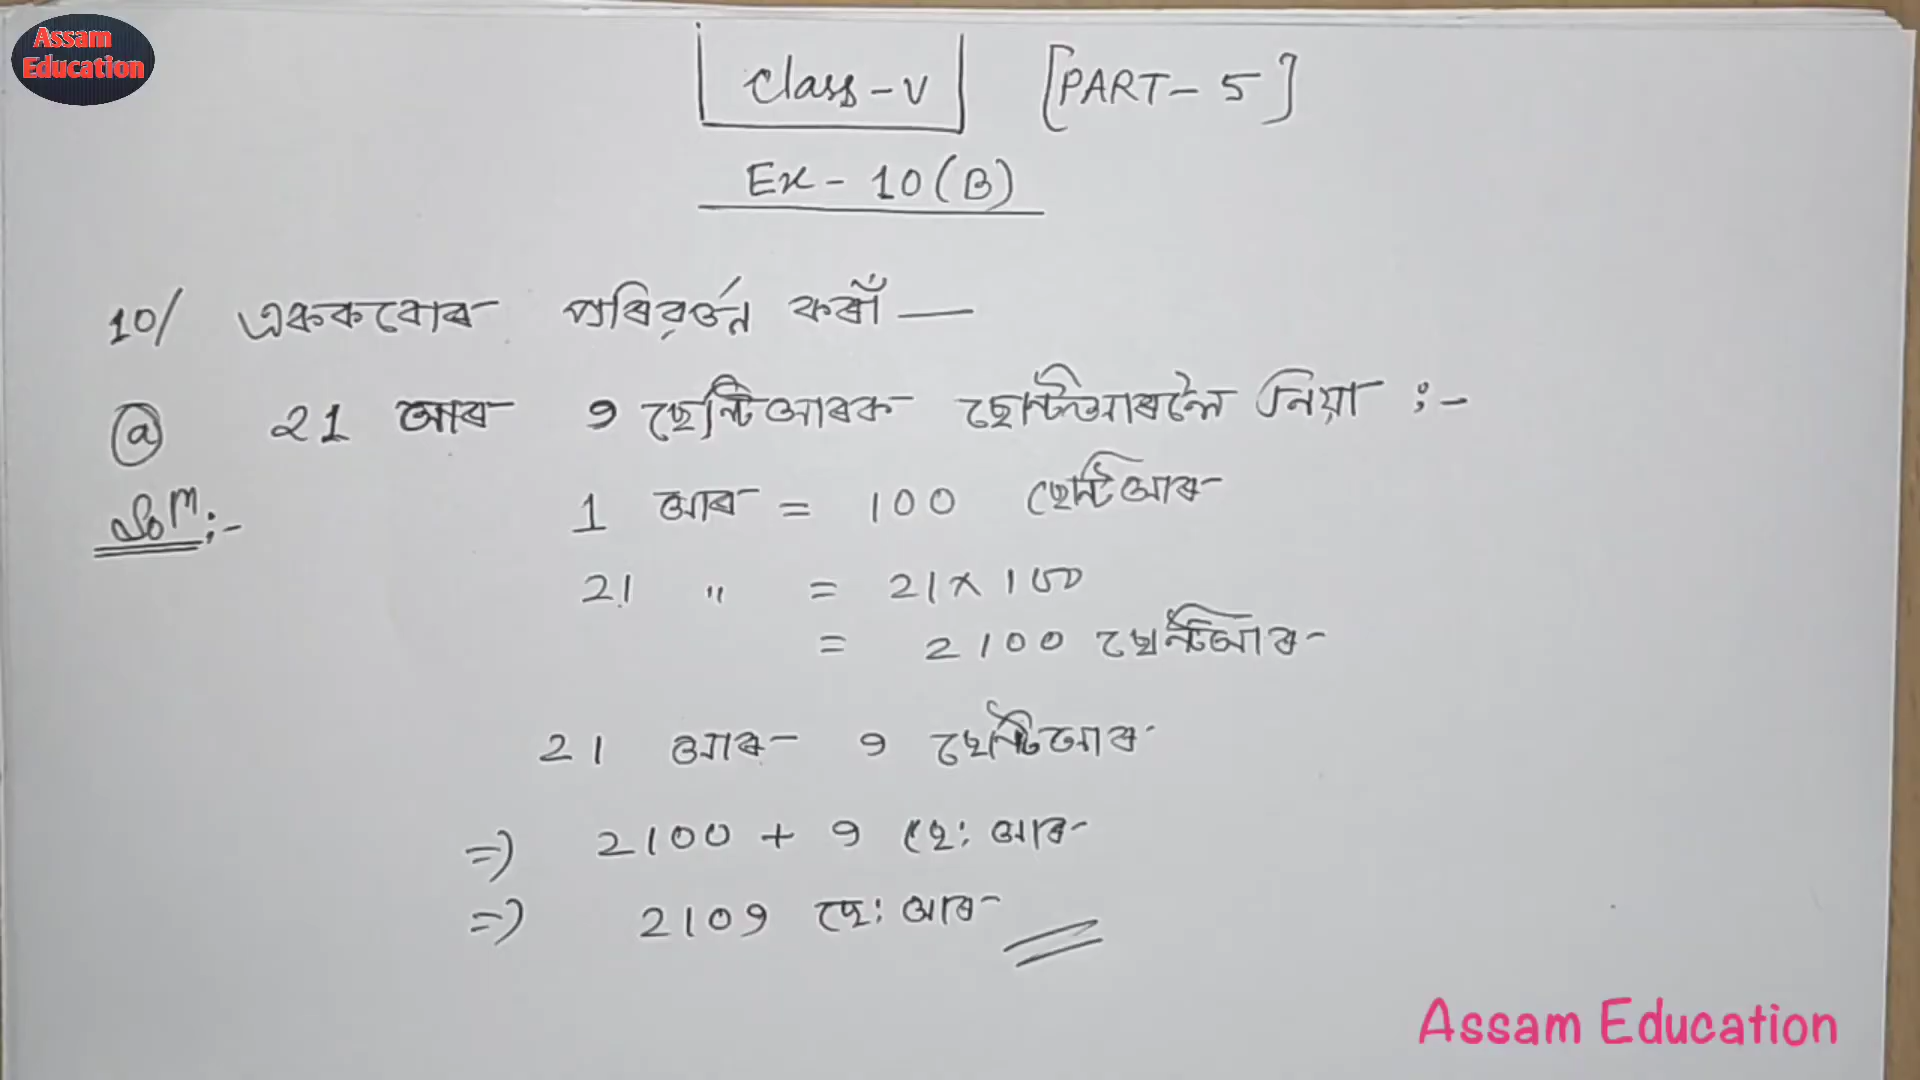 Assam
Education
Class-V [PART-5]
Ex-10(B)
10/ এককবোৰ পৰিবৰ্ত্তন কৰাঁ —
ⓐ 21 আৰ 9 ছেন্টিআৰক ছেন্টিআৰলৈ নিয়া :-
Solⁿ:- 1 আৰ = 100 ছেন্টিআৰ
21 " = 21×100
= 2100 ছেন্টিআৰ
21 আৰ 9 ছেন্টিআৰ
=> 2100 + 9 ছে: আৰ
=> 2109 ছে: আৰ
Assam Education